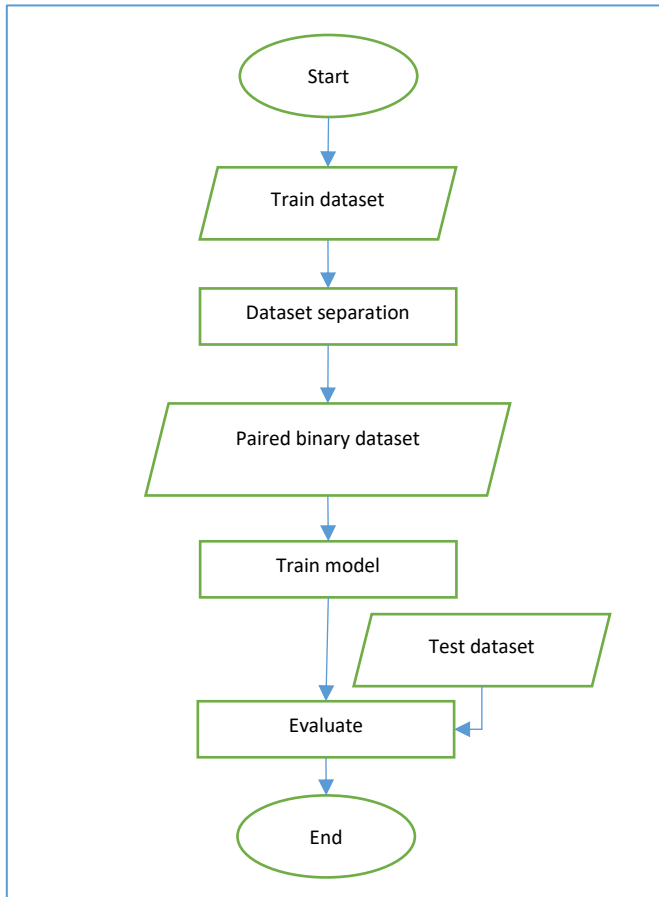 Start
Train dataset
Dataset separation
Paired binary dataset
Train model
Test dataset
Evaluate
End